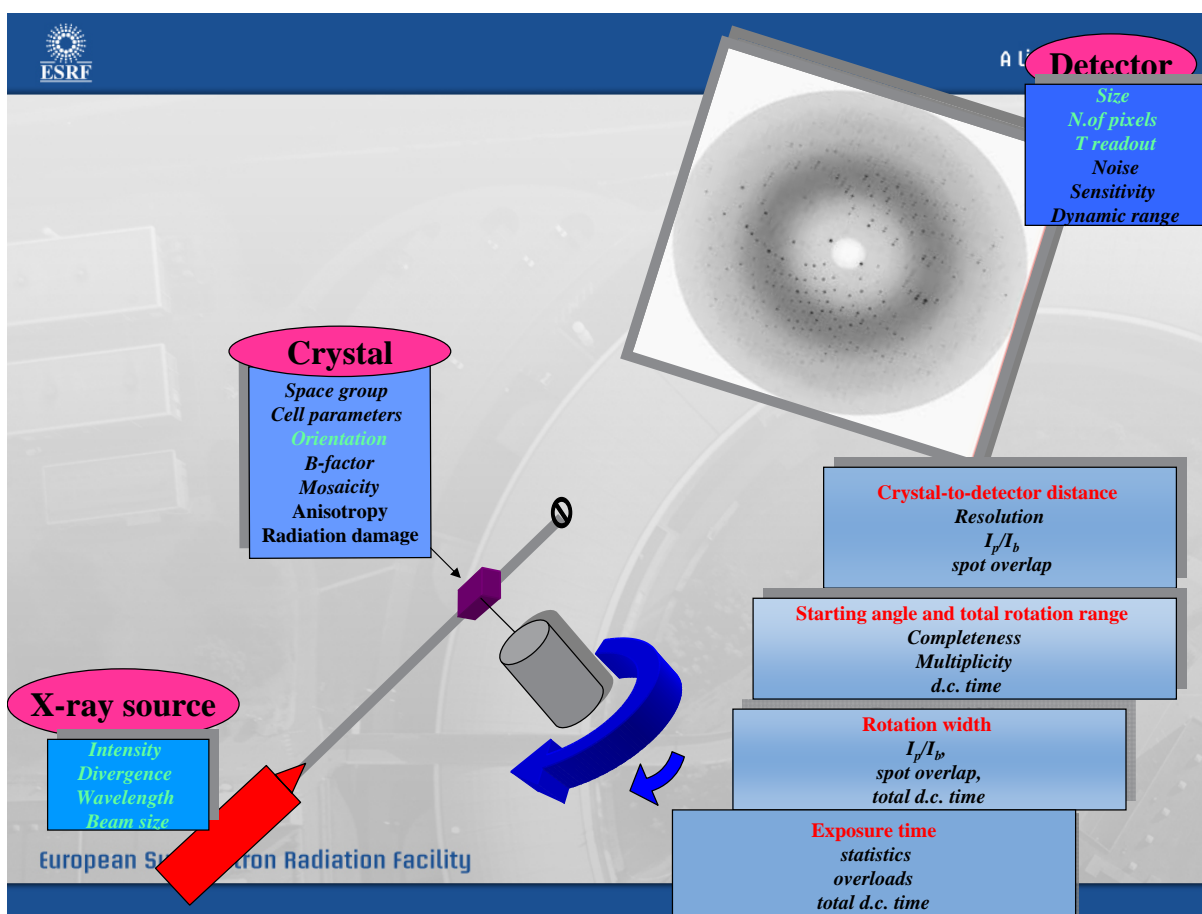 ESRF
A Li
Detector
Size
N.of pixels
T readout
Noise
Sensitivity
Dynamic range
Crystal
Space group
Cell parameters
Orientation
B-factor
Mosaicity
Anisotropy
Radiation damage
Crystal-to-detector distance
Resolution
Ip/Ib
spot overlap
Starting angle and total rotation range
Completeness
Multiplicity
d.c. time
X-ray source
Intensity
Divergence
Wavelength
Beam size
Rotation width
Ip/Ib,
spot overlap,
total d.c. time
Exposure time
statistics
overloads
total d.c. time
European Sy tron Radiation Facility